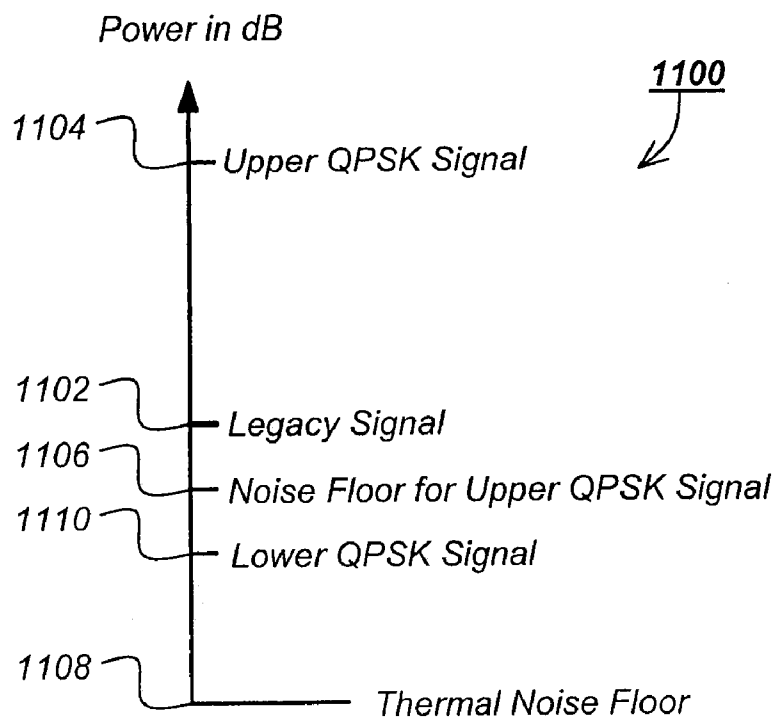 Power in dB
1100
1104
Upper QPSK Signal
1102
Legacy Signal
1106
Noise Floor for Upper QPSK Signal
1110
Lower QPSK Signal
1108
Thermal Noise Floor